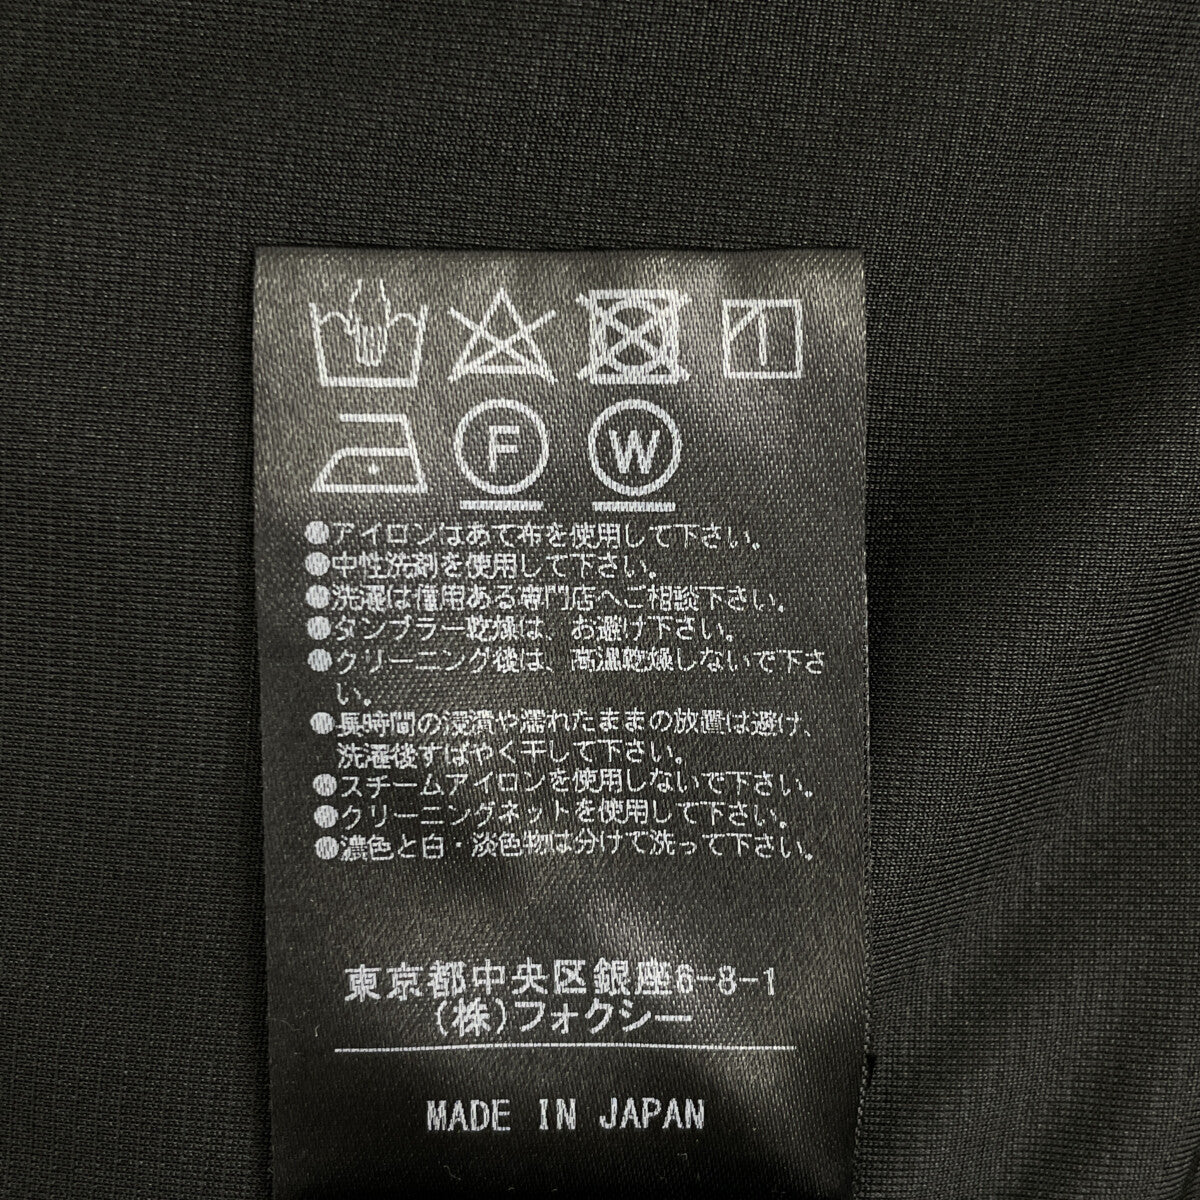 F W
●アイロンはあて布を使用して下さい。
●中性洗剤を使用して下さい。
●洗濯は信用ある専門店へご相談下さい。
●タンブラー乾燥は、お避け下さい。
●クリーニング後は、高温乾燥しないで下さ
い。
●長時間の浸漬や濡れたままの放置は避け、
洗濯後すばやく干して下さい。
●スチームアイロンを使用しないで下さい。
●クリーニングネットを使用して下さい。
●濃色と白・淡色物は分けて洗って下さい。
東京都中央区銀座6-8-1
(株)フォクシー
MADE IN JAPAN